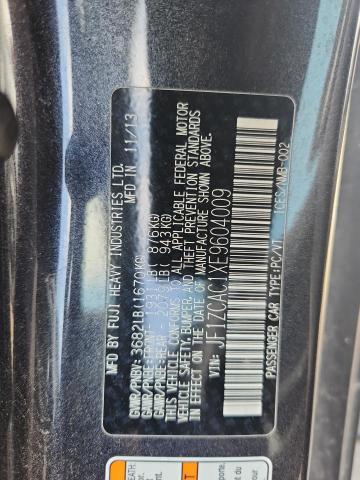 MFD BY FUJI HEAVY INDUSTRIES LTD.
MFD IN 11/13
GVWR/PNBV: 3682LB(1670KG)
GAWR/PNBE-FRONT: 1931LB( 876KG)
GAWR/PNBE-REAR : 2079LB( 943KG)
THIS VEHICLE CONFORMS TO ALL APPLICABLE FEDERAL MOTOR
VEHICLE SAFETY, BUMPER, AND THEFT PREVENTION STANDARDS
IN EFFECT ON THE DATE OF MANUFACTURE SHOWN ABOVE.
VIN: JF1ZCAC1XE9604009
PASSENGER CAR MODEL/TYPE:PC/VT